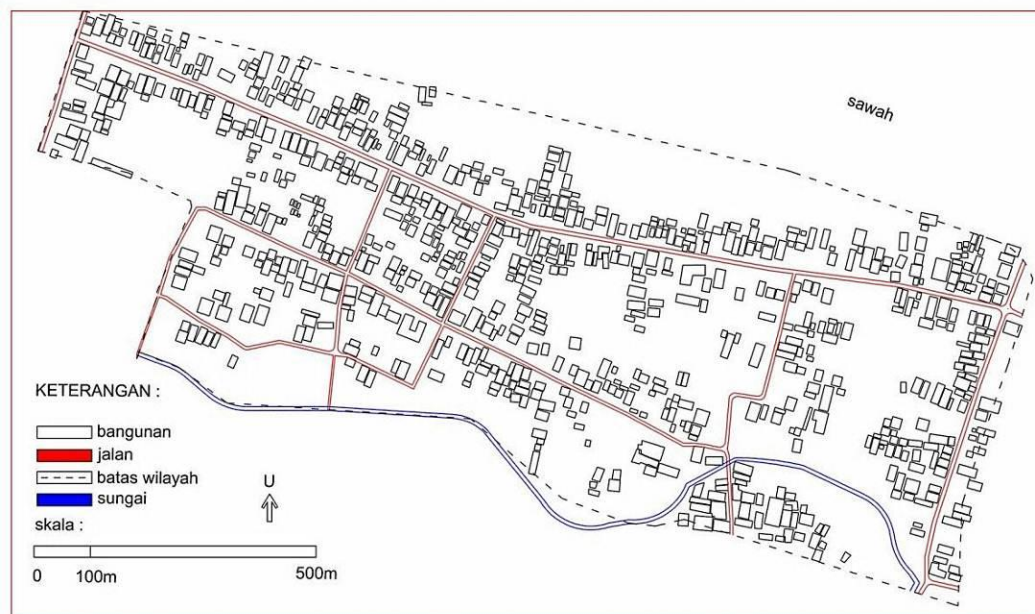 sawah
KETERANGAN :
bangunan
jalan
batas wilayah
sungai
U
skala :
0 100m 500m